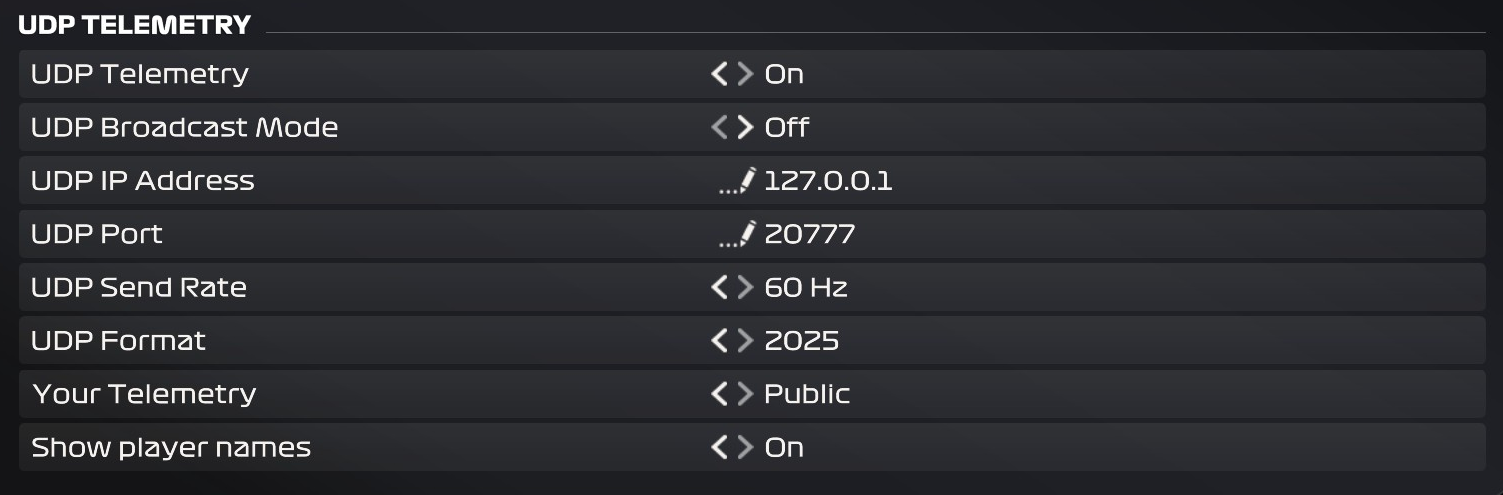 UDP TELEMETRY
UDP Telemetry On
UDP Broadcast Mode Off
UDP IP Address 127.0.0.1
UDP Port 20777
UDP Send Rate 60 Hz
UDP Format 2025
Your Telemetry Public
Show player names On